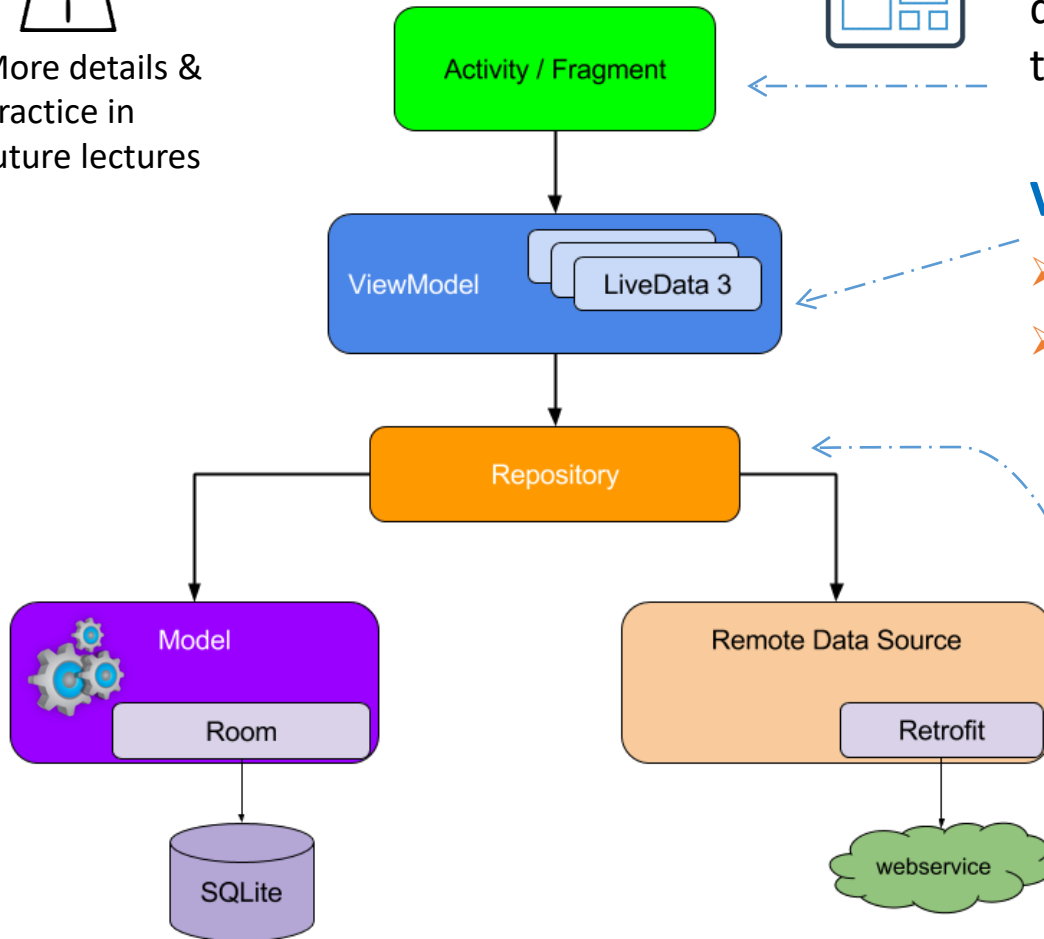 More details &
ractice in
uture lectures
Activity / Fragment
ViewModel
LiveData 3
Repository
Model
Room
SQLite
Remote Data Source
Retrofit
webservice